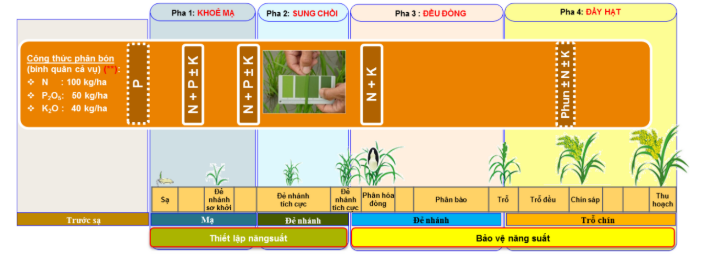 Pha 1: KHOẺ MẠ
Pha 2: SUNG CHỒI
Pha 3 : ĐỀU ĐÒNG
Pha 4: ĐẦY HẠT
Công thức phân bón
(bình quân cả vụ) (**):
❖ N : 100 kg/ha
❖ P₂O₅: 50 kg/ha
❖ K₂O : 40 kg/ha
P
N + P ± K
N + P ± K
N + K
Phun ± N ± K
Sạ
Đẻ
nhánh
sơ khởi
Đẻ nhánh
tích cực
Đẻ
nhánh
tích cực
Phân hóa
đòng
Phân bào
Trổ
Trổ đều
Chín sáp
Thu
hoạch
Trước sạ
Mạ
Đẻ nhánh
Đẻ nhánh
Trổ chín
Thiết lập năngsuất
Bảo vệ năng suất